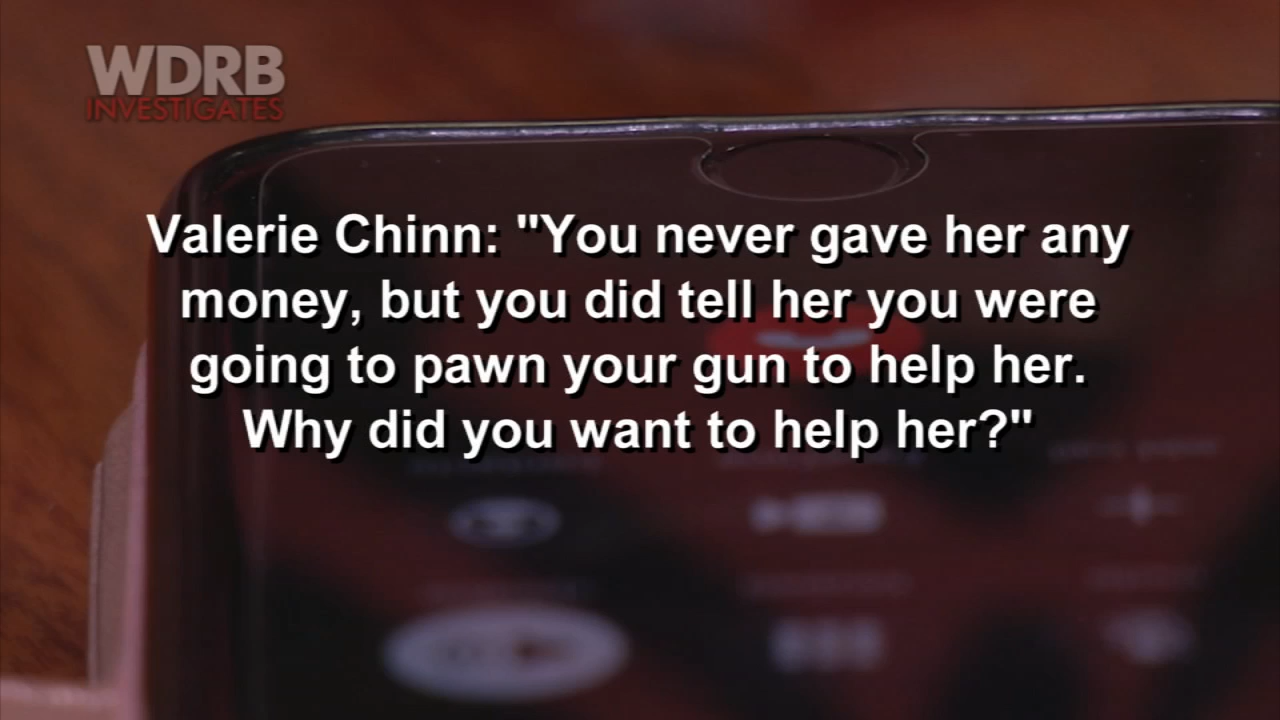 WDRB
INVESTIGATES
Valerie Chinn: "You never gave her any
money, but you did tell her you were
going to pawn your gun to help her.
Why did you want to help her?"